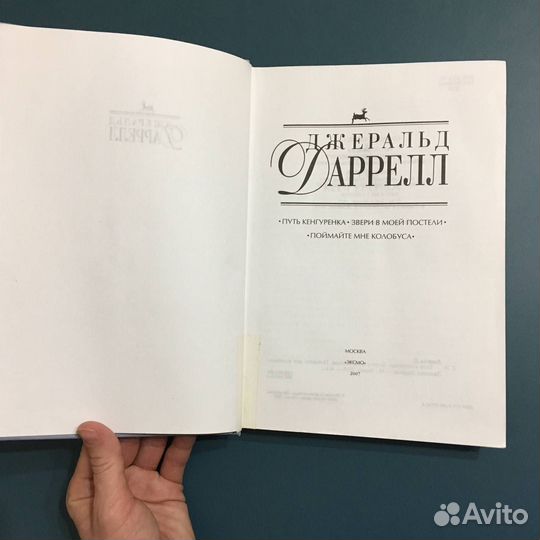 ДЖЕРАЛЬД
ДАРРЕЛЛ
• ПУТЬ КЕНГУРЕНКА • ЗВЕРИ В МОЕЙ ПОСТЕЛИ •
• ПОЙМАЙТЕ МНЕ КОЛОБУСА •
МОСКВА
«ЭКСМО»
2007
Avito